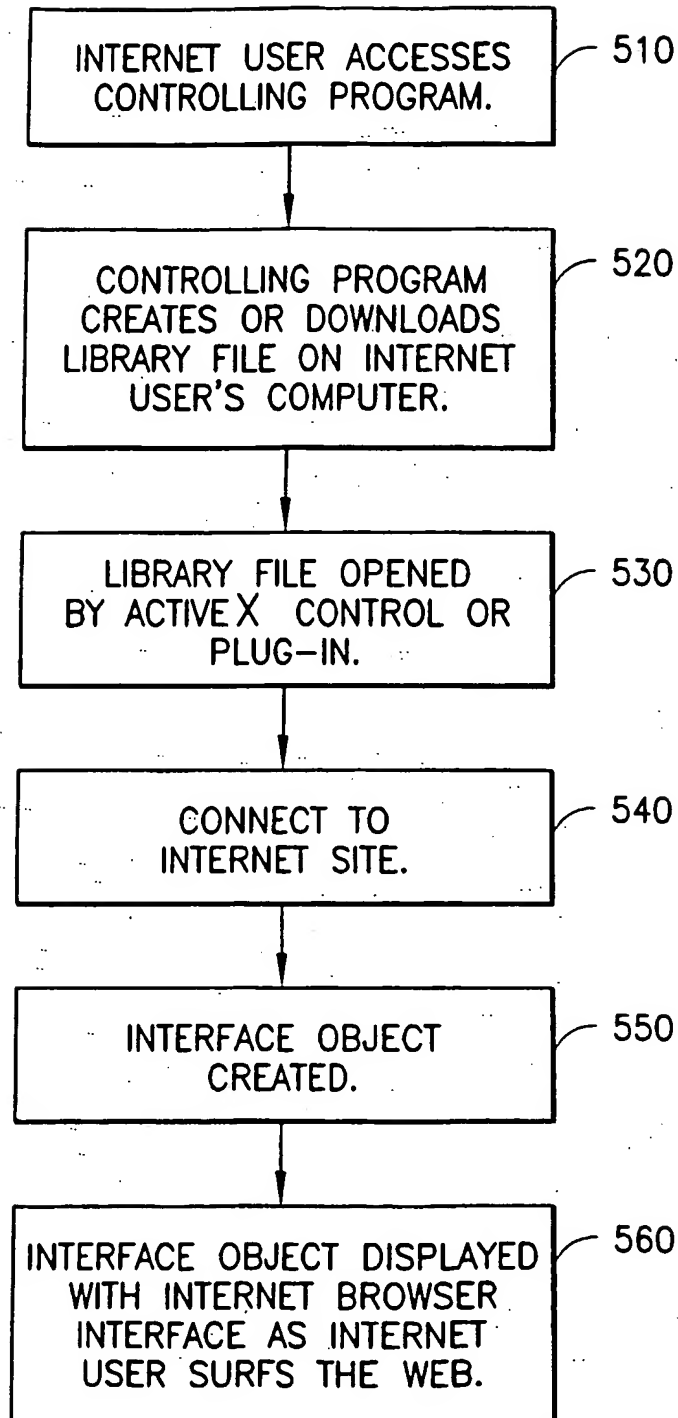 INTERNET USER ACCESSES
CONTROLLING PROGRAM.
510
CONTROLLING PROGRAM
CREATES OR DOWNLOADS
LIBRARY FILE ON INTERNET
USER'S COMPUTER.
520
LIBRARY FILE OPENED
BY ACTIVE X CONTROL OR
PLUG-IN.
530
CONNECT TO
INTERNET SITE.
540
INTERFACE OBJECT
CREATED.
550
INTERFACE OBJECT DISPLAYED
WITH INTERNET BROWSER
INTERFACE AS INTERNET
USER SURFS THE WEB.
560